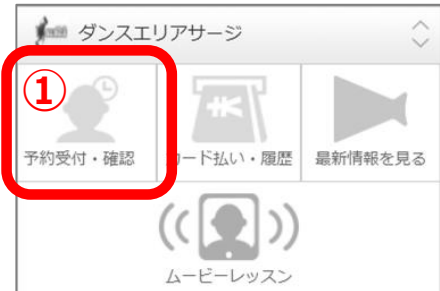 ダンスエリアサージ
①
予約受付・確認
カード払い・履歴
最新情報を見る
ムービーレッスン